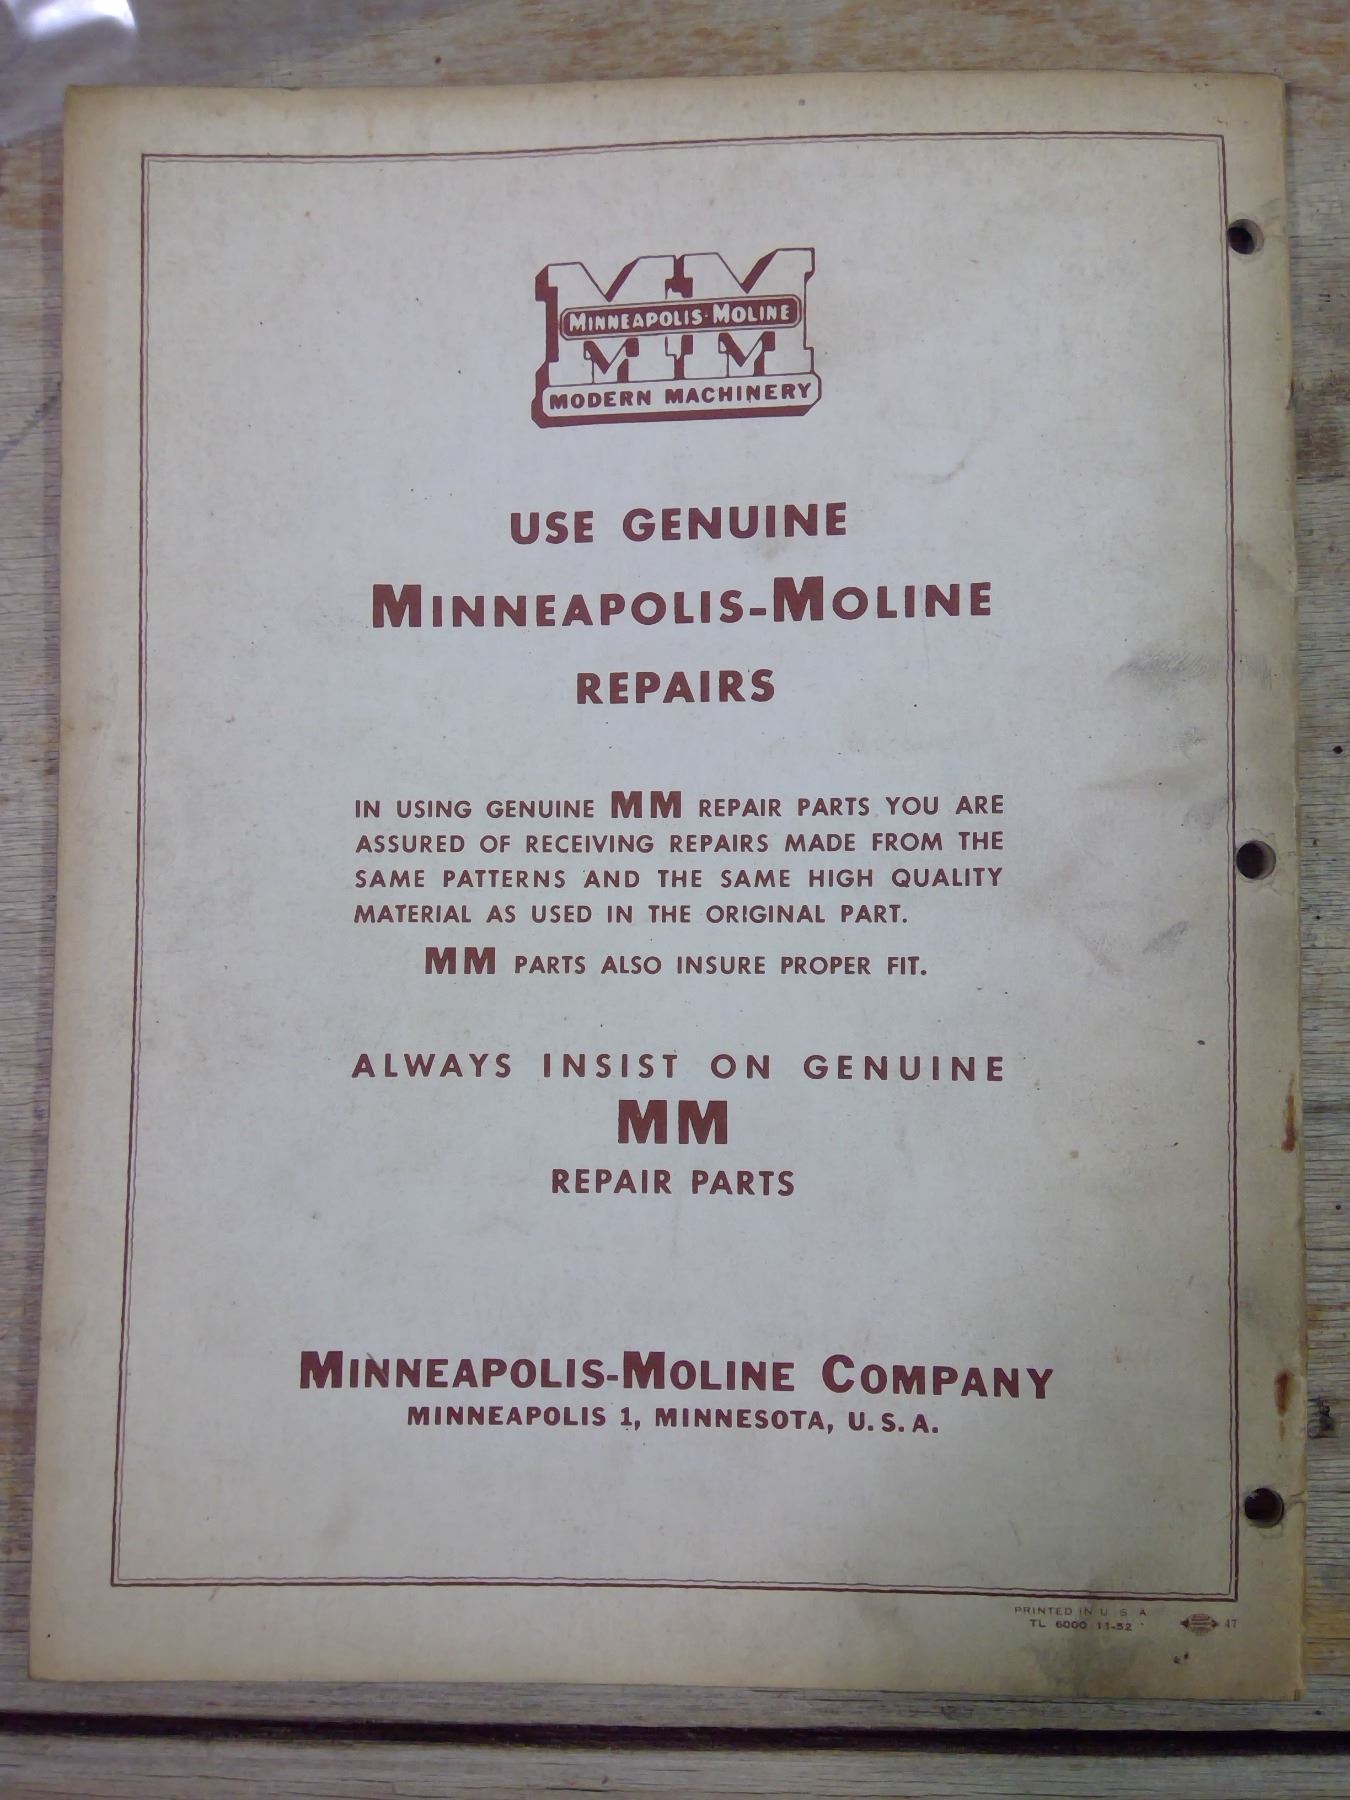 MINNEAPOLIS-MOLINE
MODERN MACHINERY
USE GENUINE
MINNEAPOLIS-MOLINE
REPAIRS
IN USING GENUINE MM REPAIR PARTS YOU ARE
ASSURED OF RECEIVING REPAIRS MADE FROM THE
SAME PATTERNS AND THE SAME HIGH QUALITY
MATERIAL AS USED IN THE ORIGINAL PART.
MM PARTS ALSO INSURE PROPER FIT.
ALWAYS INSIST ON GENUINE
MM
REPAIR PARTS
MINNEAPOLIS-MOLINE COMPANY
MINNEAPOLIS 1, MINNESOTA, U.S.A.
PRINTED IN U S A
TL 6000 11-52
47